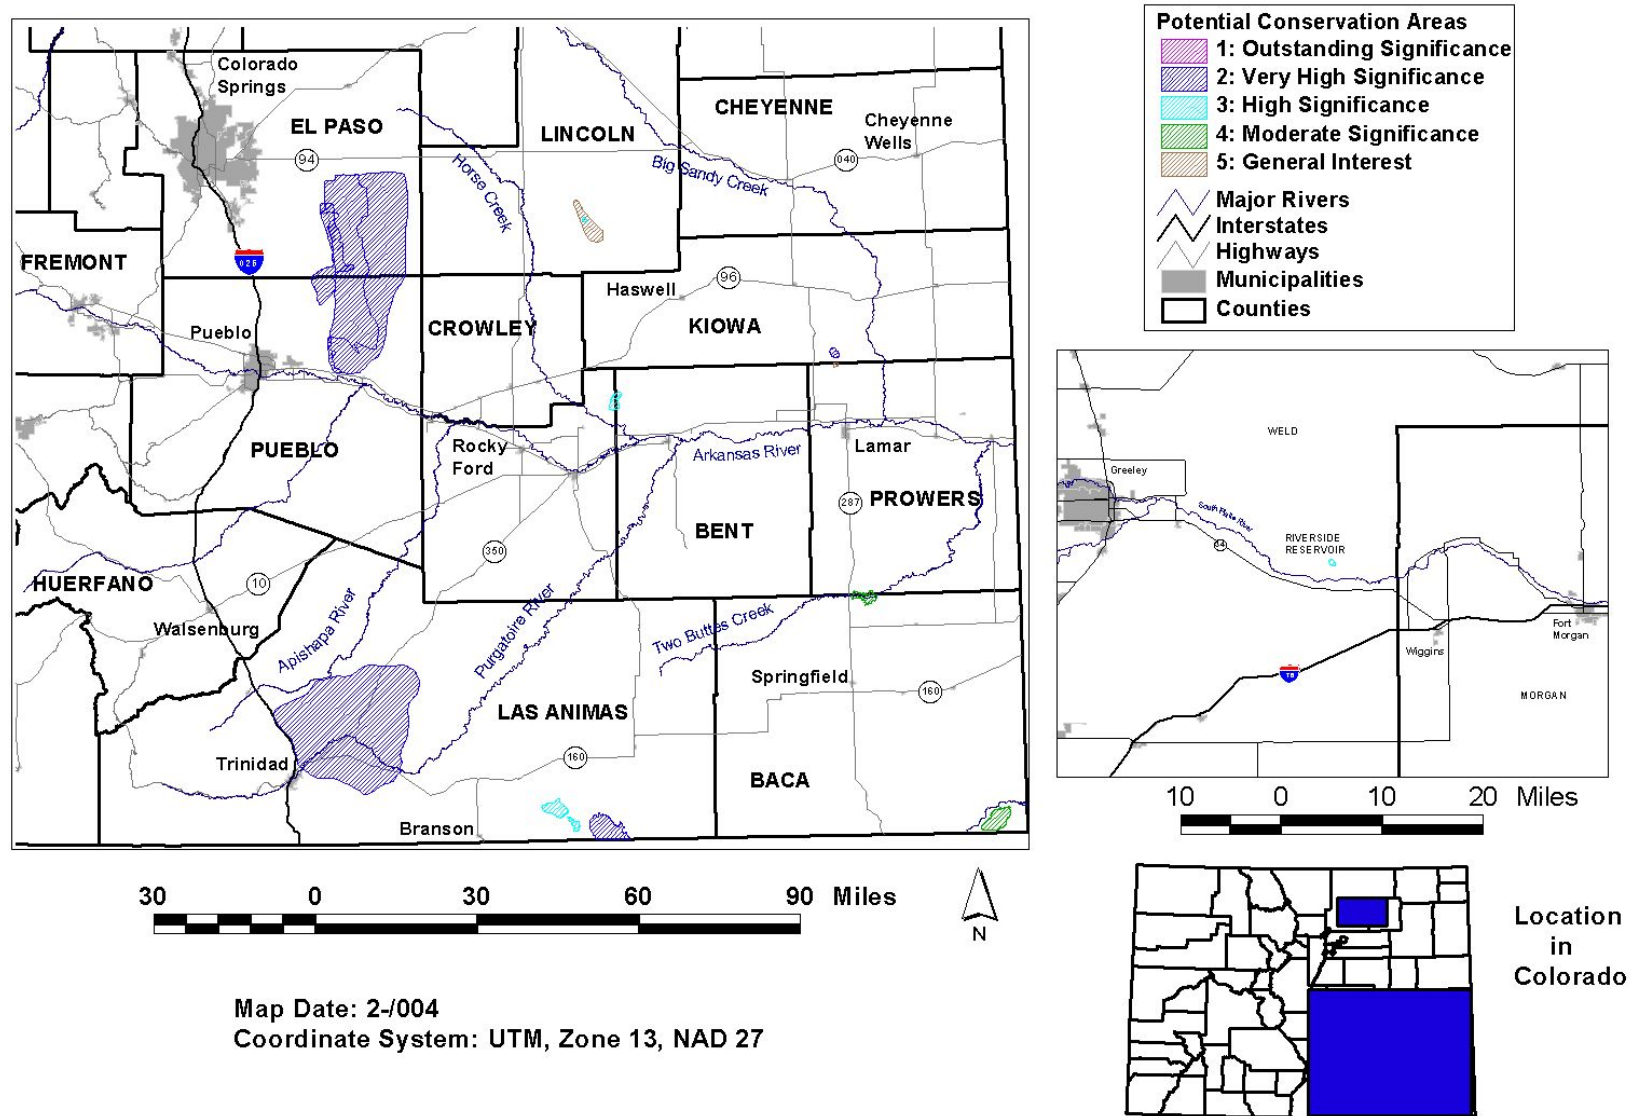 Potential Conservation Areas
1: Outstanding Significance
2: Very High Significance
3: High Significance
4: Moderate Significance
5: General Interest
Major Rivers
Interstates
Highways
Municipalities
Counties
Colorado
Springs
EL PASO
94
LINCOLN
CHEYENNE
Cheyenne
Wells
040
Big Sandy Creek
Horse Creek
FREMONT
025
Haswell
96
KIOWA
CROWLEY
Pueblo
PUEBLO
Rocky
Ford
Arkansas River
Lamar
287
PROWERS
BENT
350
HUERFANO
10
Walsenburg
Apishapa River
Purgatoire River
Two Buttes Creek
Springfield
160
LAS ANIMAS
Trinidad
160
BACA
Branson
WELD
Greeley
South Platte River
34
RIVERSIDE
RESERVOIR
Fort
Morgan
Wiggins
MORGAN
10 0 10 20 Miles
30 0 30 60 90 Miles
N
Location
in
Colorado
Map Date: 2-/004
Coordinate System: UTM, Zone 13, NAD 27